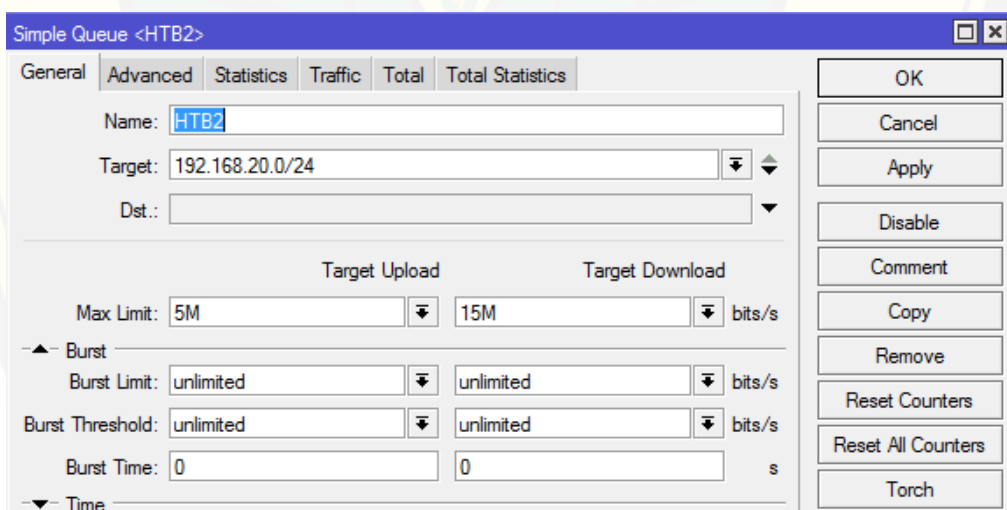 Simple Queue <HTB2>
General Advanced Statistics Traffic Total Total Statistics
Name: HTB2
Target: 192.168.20.0/24
Dst.:
Target Upload Target Download
Max Limit: 5M 15M bits/s
Burst
Burst Limit: unlimited unlimited bits/s
Burst Threshold: unlimited unlimited bits/s
Burst Time: 0 0 s
Time
OK
Cancel
Apply
Disable
Comment
Copy
Remove
Reset Counters
Reset All Counters
Torch